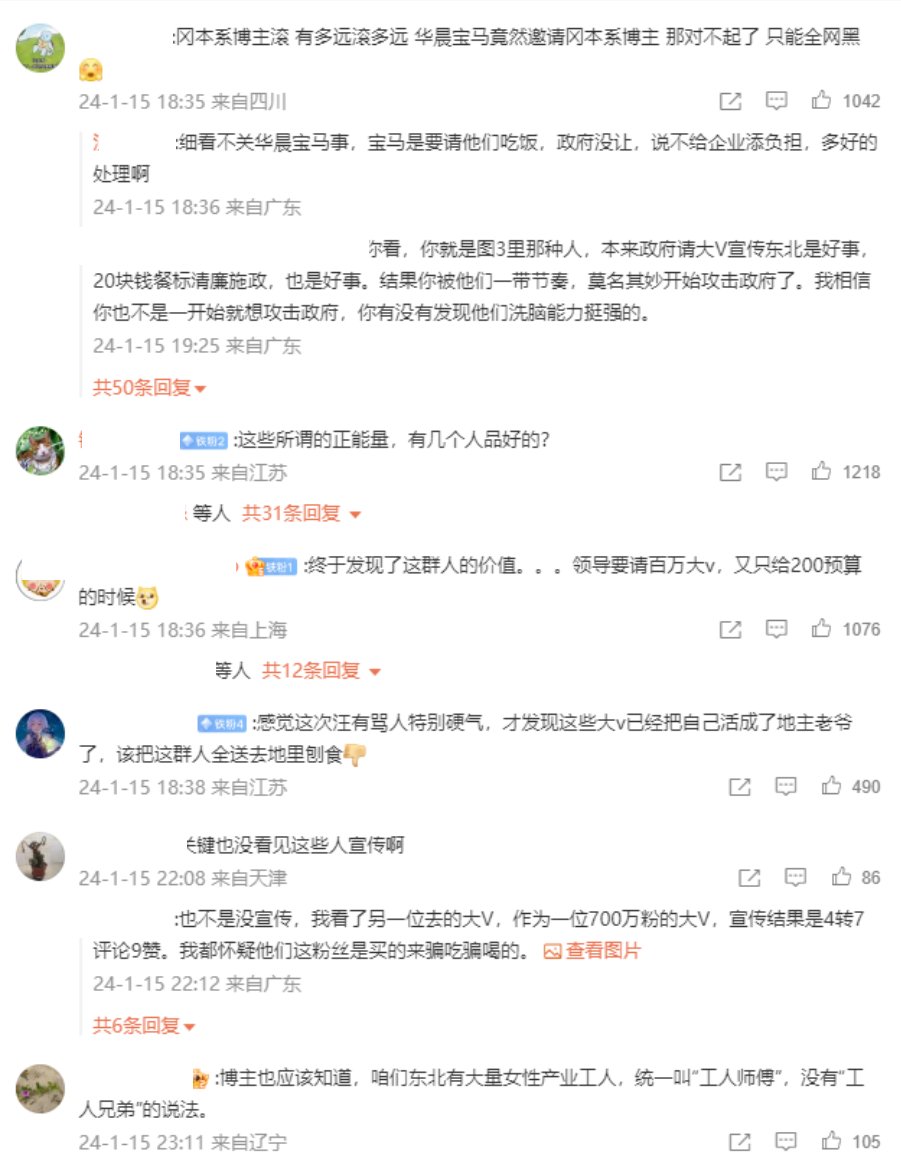 :冈本系博主滚 有多远滚多远 华晨宝马竟然邀请冈本系博主 那对不起了 只能全网黑
24-1-15 18:35 来自四川
1042
:细看不关华晨宝马事，宝马是要请他们吃饭，政府没让，说不给企业添负担，多好的
处理啊
24-1-15 18:36 来自广东
你看，你就是图3里那种人，本来政府请大V宣传东北是好事，
20块钱餐标清廉施政，也是好事。结果你被他们一带节奏，莫名其妙开始攻击政府了。我相信
你也不是一开始就想攻击政府，你有没有发现他们洗脑能力挺强的。
24-1-15 19:25 来自广东
共50条回复
铁粉2 :这些所谓的正能量，有几个人品好的?
24-1-15 18:35 来自江苏
1218
等人 共31条回复
铁粉1 :终于发现了这群人的价值。。。领导要请百万大v，又只给200预算
的时候
24-1-15 18:36 来自上海
1076
等人 共12条回复
铁粉4 :感觉这次汪有骂人特别硬气，才发现这些大v已经把自己活成了地主老爷
了，该把这群人全送去地里刨食
24-1-15 18:38 来自江苏
490
关键也没看见这些人宣传啊
24-1-15 22:08 来自天津
86
:也不是没宣传，我看了另一位去的大V，作为一位700万粉的大V，宣传结果是4转7
评论9赞。我都怀疑他们这粉丝是买的来骗吃骗喝的。 查看图片
24-1-15 22:12 来自广东
共6条回复
:博主也应该知道，咱们东北有大量女性产业工人，统一叫“工人师傅”，没有“工
人兄弟”的说法。
24-1-15 23:11 来自辽宁
105